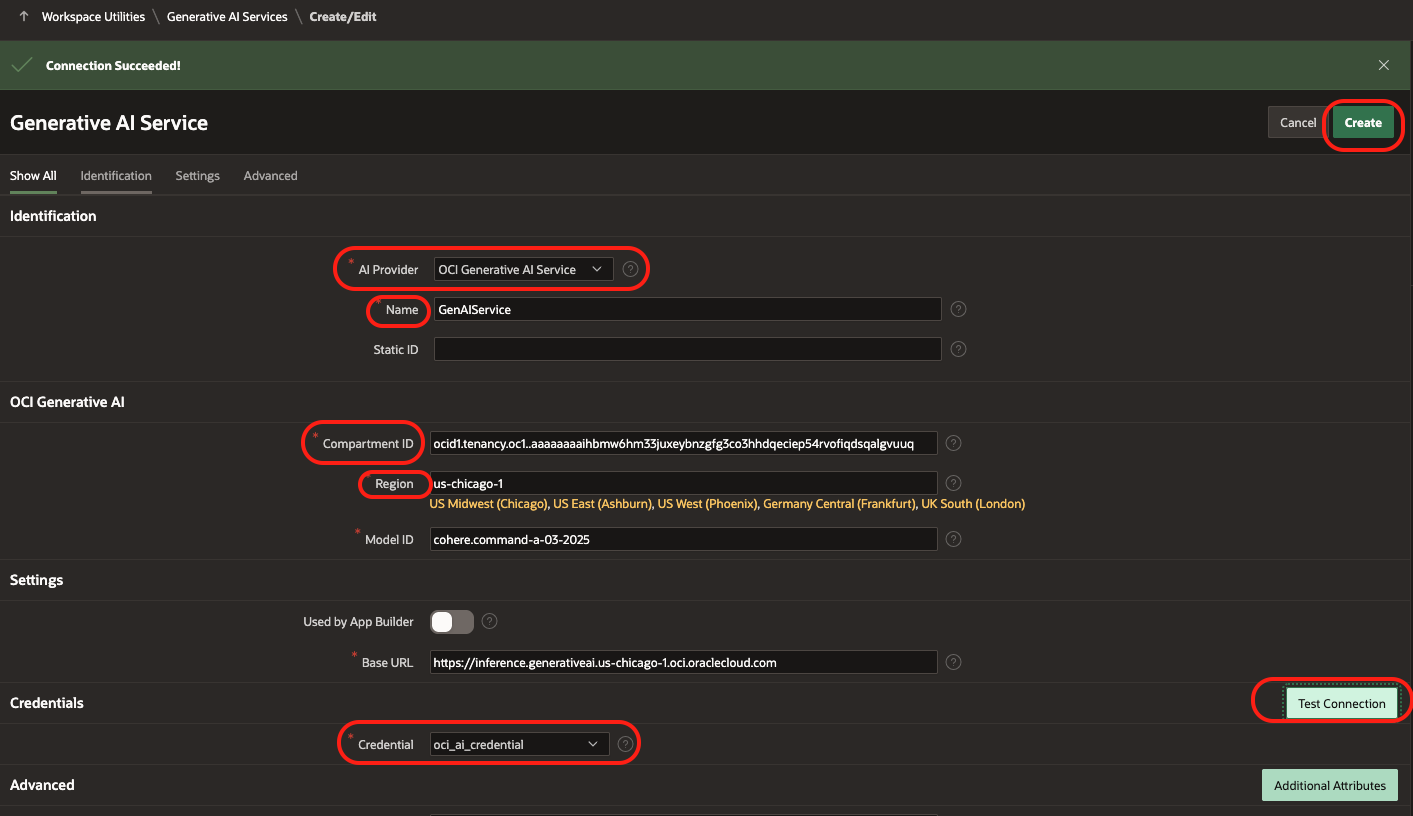 Workspace Utilities \ Generative AI Services \ Create/Edit
Connection Succeeded!
Generative AI Service
Cancel
Create
Show All Identification Settings Advanced
Identification
* AI Provider OCI Generative AI Service ?
* Name GenAIService ?
Static ID ?
OCI Generative AI
* Compartment ID ocid1.tenancy.oc1..aaaaaaaaihbmw6hm33juxeybnzgfg3co3hhdqeciep54rvofiqdsqalgvuuq ?
* Region us-chicago-1 ?
US Midwest (Chicago), US East (Ashburn), US West (Phoenix), Germany Central (Frankfurt), UK South (London)
* Model ID cohere.command-a-03-2025 ?
Settings
Used by App Builder ?
* Base URL https://inference.generativeai.us-chicago-1.oci.oraclecloud.com ?
Credentials
Test Connection
* Credential oci_ai_credential ?
Advanced
Additional Attributes